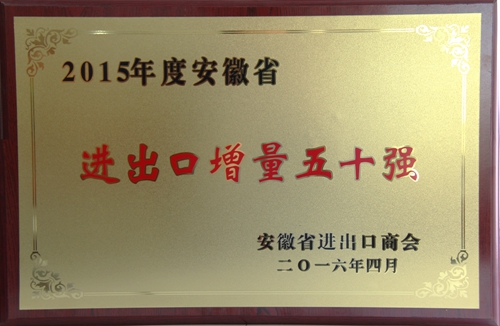 2015年度安徽省
进出口增量五十强
安徽省进出口商会
二〇一六年四月